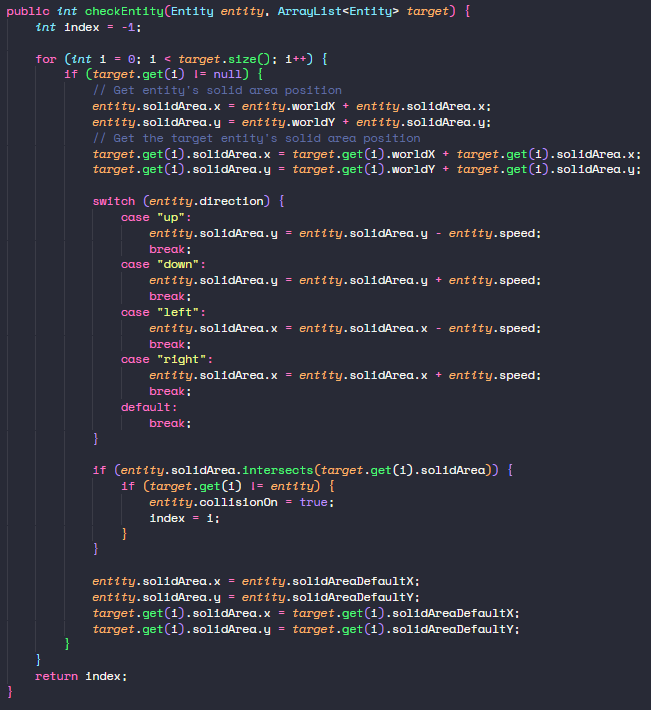 public int checkEntity(Entity entity, ArrayList<Entity> target) {
    int index = -1;

    for (int i = 0; i < target.size(); i++) {
        if (target.get(i) != null) {
            // Get entity's solid area position
            entity.solidArea.x = entity.worldX + entity.solidArea.x;
            entity.solidArea.y = entity.worldY + entity.solidArea.y;
            // Get the target entity's solid area position
            target.get(i).solidArea.x = target.get(i).worldX + target.get(i).solidArea.x;
            target.get(i).solidArea.y = target.get(i).worldY + target.get(i).solidArea.y;

            switch (entity.direction) {
                case "up":
                    entity.solidArea.y = entity.solidArea.y - entity.speed;
                    break;
                case "down":
                    entity.solidArea.y = entity.solidArea.y + entity.speed;
                    break;
                case "left":
                    entity.solidArea.x = entity.solidArea.x - entity.speed;
                    break;
                case "right":
                    entity.solidArea.x = entity.solidArea.x + entity.speed;
                    break;
                default:
                    break;
            }

            if (entity.solidArea.intersects(target.get(i).solidArea)) {
                if (target.get(i) != entity) {
                    entity.collisionOn = true;
                    index = i;
                }
            }

            entity.solidArea.x = entity.solidAreaDefaultX;
            entity.solidArea.y = entity.solidAreaDefaultY;
            target.get(i).solidArea.x = target.get(i).solidAreaDefaultX;
            target.get(i).solidArea.y = target.get(i).solidAreaDefaultY;
        }
    }
    return index;
}